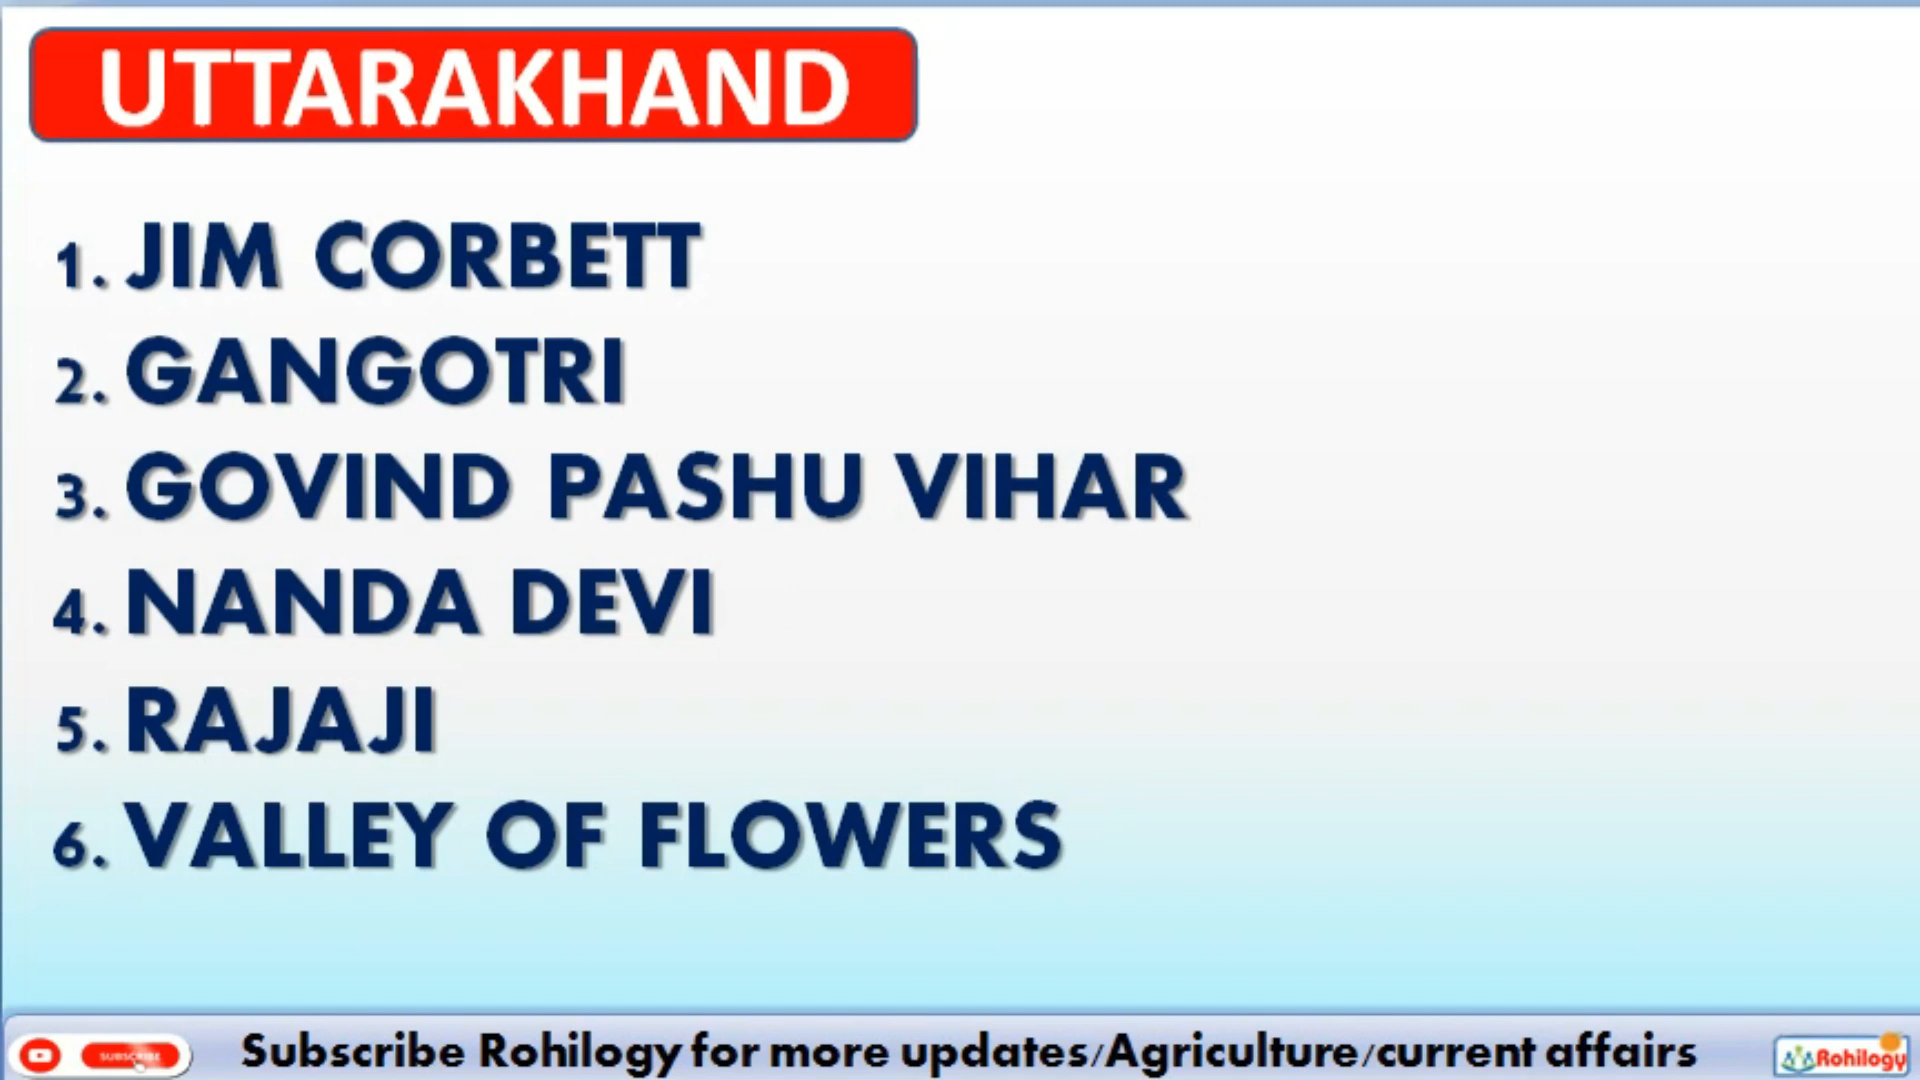 UTTARAKHAND
1. JIM CORBETT
2. GANGOTRI
3. GOVIND PASHU VIHAR
4. NANDA DEVI
5. RAJAJI
6. VALLEY OF FLOWERS
SUBSCRIBE Subscribe Rohilogy for more updates/Agriculture/current affairs Rohilogy